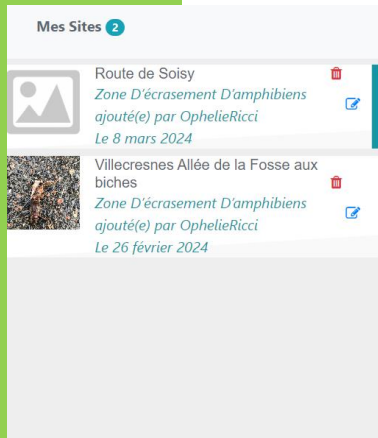 Mes Sites 2
Route de Soisy
Zone D'écrasement D'amphibiens
ajouté(e) par OphelieRicci
Le 8 mars 2024
Villecresnes Allée de la Fosse aux
biches
Zone D'écrasement D'amphibiens
ajouté(e) par OphelieRicci
Le 26 février 2024